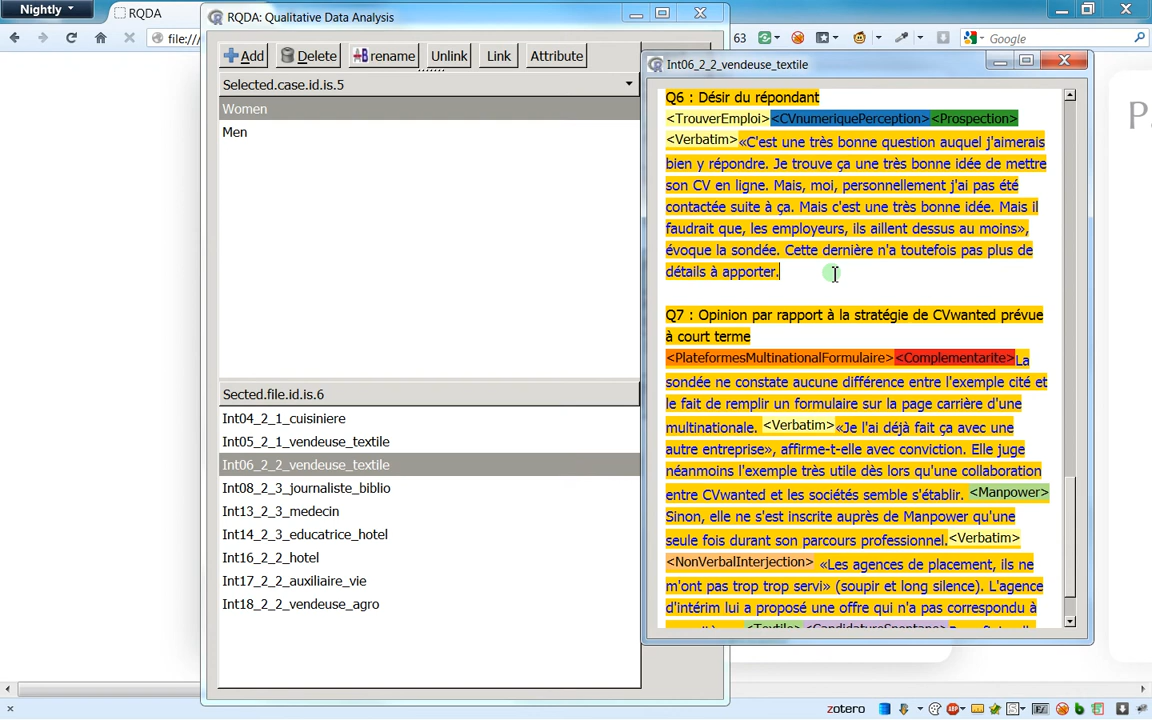 Nightly
RQDA
RQDA: Qualitative Data Analysis
file:///
63
Google
Add
Delete
rename
Unlink
Link
Attribute
Selected.case.id.is.5
Women
Men
Sected.file.id.is.6
Int04_2_1_cuisiniere
Int05_2_1_vendeuse_textile
Int06_2_2_vendeuse_textile
Int08_2_3_journaliste_biblio
Int13_2_3_medecin
Int14_2_3_educatrice_hotel
Int16_2_2_hotel
Int17_2_2_auxiliaire_vie
Int18_2_2_vendeuse_agro
Int06_2_2_vendeuse_textile
Q6 : Désir du répondant
<TrouverEmploi><CVnumeriquePerception><Prospection>
<Verbatim>«C'est une très bonne question auquel j'aimerais
bien y répondre. Je trouve ça une très bonne idée de mettre
son CV en ligne. Mais, moi, personnellement j'ai pas été
contactée suite à ça. Mais c'est une très bonne idée. Mais il
faudrait que, les employeurs, ils aillent dessus au moins»,
évoque la sondée. Cette dernière n'a toutefois pas plus de
détails à apporter.
Q7 : Opinion par rapport à la stratégie de CVwanted prévue
à court terme
<PlateformesMultinationalFormulaire><Complementarite>La
sondée ne constate aucune différence entre l'exemple cité et
le fait de remplir un formulaire sur la page carrière d'une
multinationale. <Verbatim>«Je l'ai déjà fait ça avec une
autre entreprise», affirme-t-elle avec conviction. Elle juge
néanmoins l'exemple très utile dès lors qu'une collaboration
entre CVwanted et les sociétés semble s'établir. <Manpower>
Sinon, elle ne s'est inscrite auprès de Manpower qu'une
seule fois durant son parcours professionnel.<Verbatim>
<NonVerbalInterjection> «Les agences de placement, ils ne
m'ont pas trop trop servi» (soupir et long silence). L'agence
d'intérim lui a proposé une offre qui n'a pas correspondu à
<Textile><CandidatureSpontane>
P
zotero